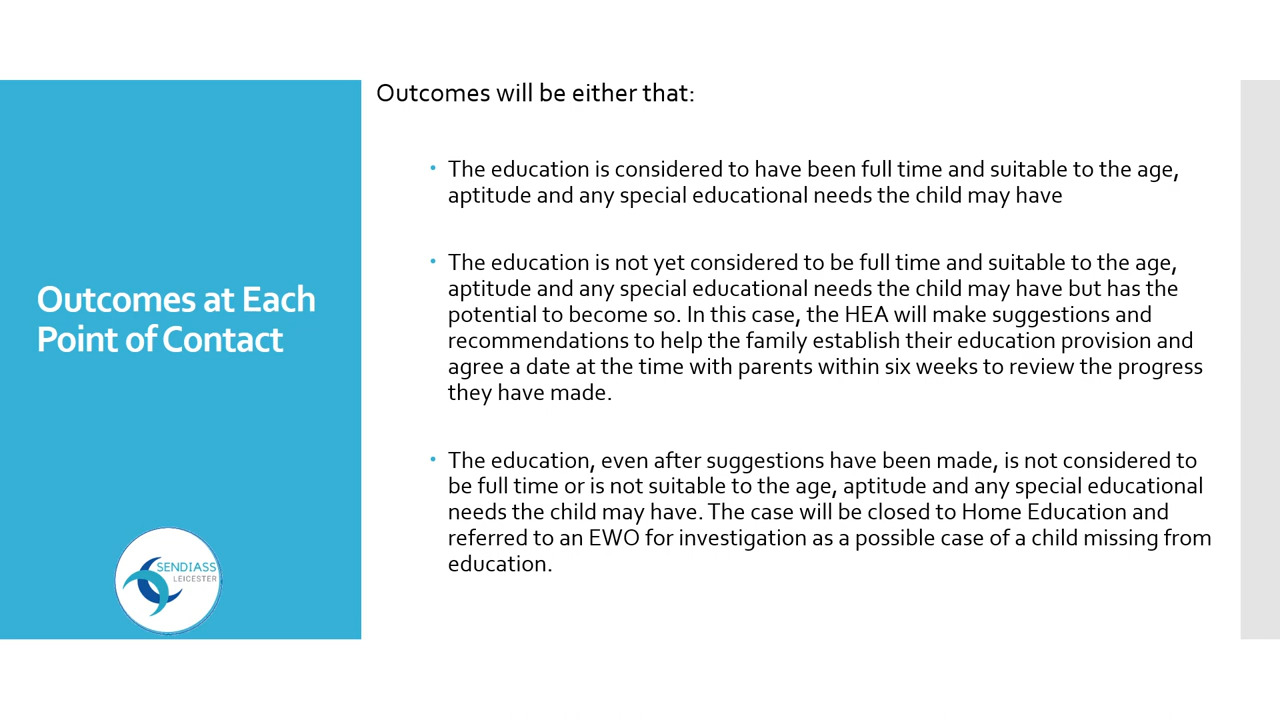 Outcomes will be either that:
• The education is considered to have been full time and suitable to the age,
aptitude and any special educational needs the child may have
• The education is not yet considered to be full time and suitable to the age,
aptitude and any special educational needs the child may have but has the
potential to become so. In this case, the HEA will make suggestions and
recommendations to help the family establish their education provision and
agree a date at the time with parents within six weeks to review the progress
they have made.
• The education, even after suggestions have been made, is not considered to
be full time or is not suitable to the age, aptitude and any special educational
needs the child may have. The case will be closed to Home Education and
referred to an EWO for investigation as a possible case of a child missing from
education.
Outcomes at Each
Point of Contact
SENDIASS
LEICESTER